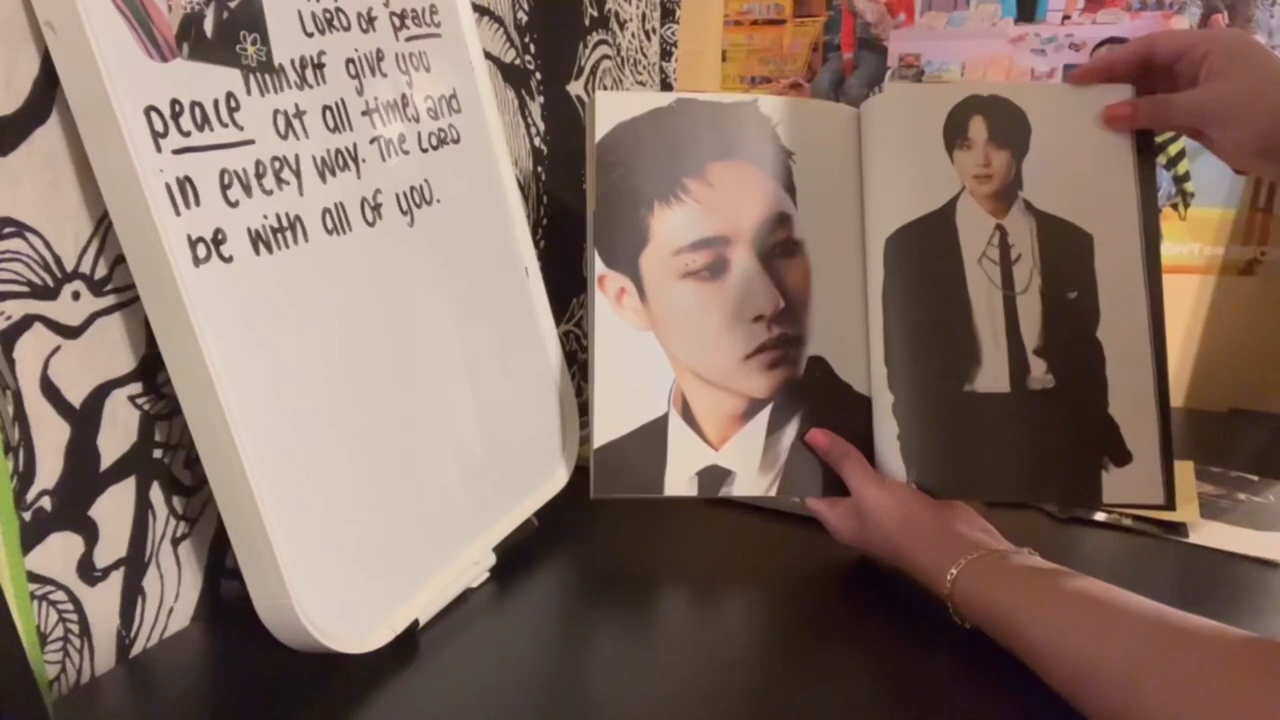 LORD OF peace
himself give you
peace at all times and
in every way. The LORD
be with all of you.